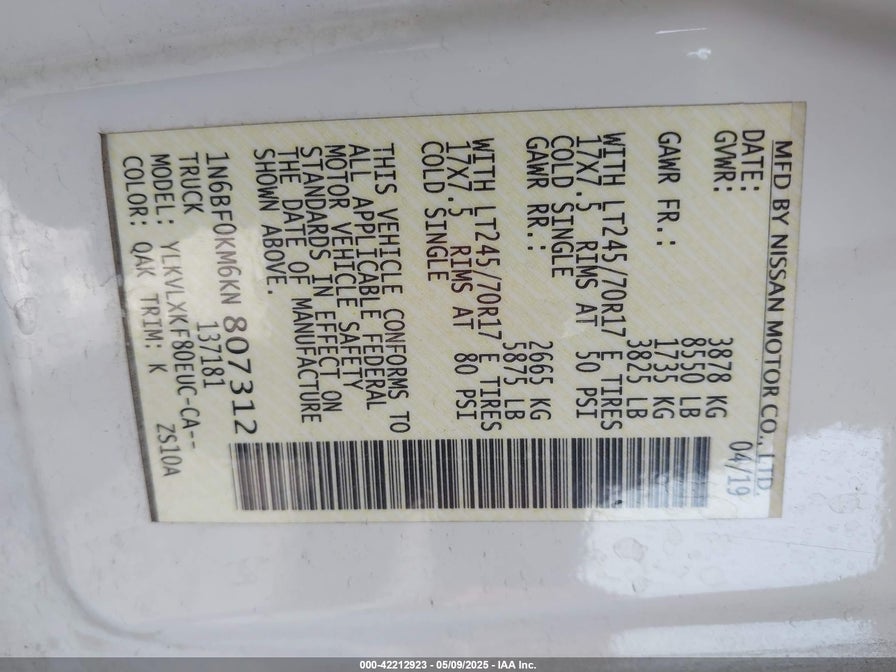 MFD BY NISSAN MOTOR CO., LTD.
DATE: 04/19
GVWR: 3878 KG
8550 LB
GAWR FR.: 1735 KG
3825 LB
WITH LT245/70R17 E TIRES
17X7.5 RIMS AT 50 PSI
COLD SINGLE
GAWR RR.: 2665 KG
5875 LB
WITH LT245/70R17 E TIRES
17X7.5 RIMS AT 80 PSI
COLD SINGLE
THIS VEHICLE CONFORMS TO
ALL APPLICABLE FEDERAL
MOTOR VEHICLE SAFETY
STANDARDS IN EFFECT ON
THE DATE OF MANUFACTURE
SHOWN ABOVE.
1N6BF0KM6KN807312
TRUCK 137181
MODEL: YLKVLXKF80EUC-CA--
COLOR: QAK TRIM: K ZS10A
000-42212923 - 05/09/2025 - IAA Inc.